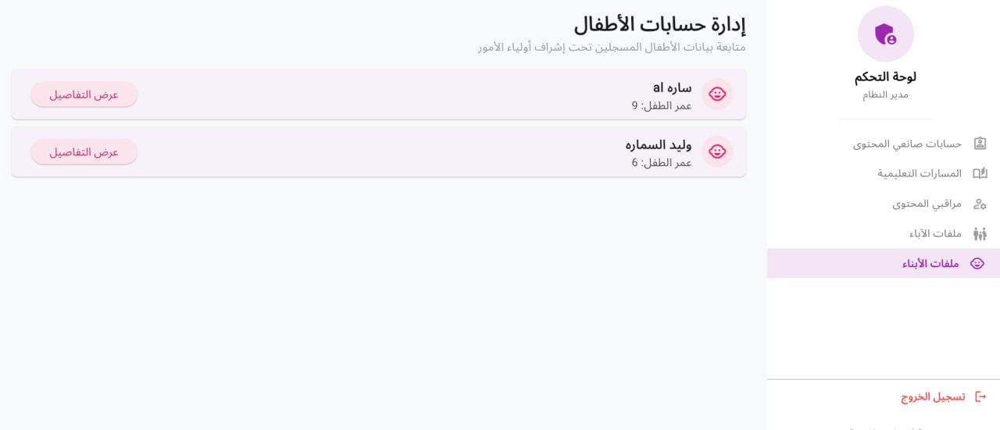 لوحة التحكم
مدير النظام
حسابات صانعي المحتوى
المسارات التعليمية
مراقبي المحتوى
ملفات الآباء
ملفات الأبناء
تسجيل الخروج
إدارة حسابات الأطفال
متابعة بيانات الأطفال المسجلين تحت إشراف أولياء الأمور
ساره al
عمر الطفل: 9
عرض التفاصيل
وليد السماره
عمر الطفل: 6
عرض التفاصيل